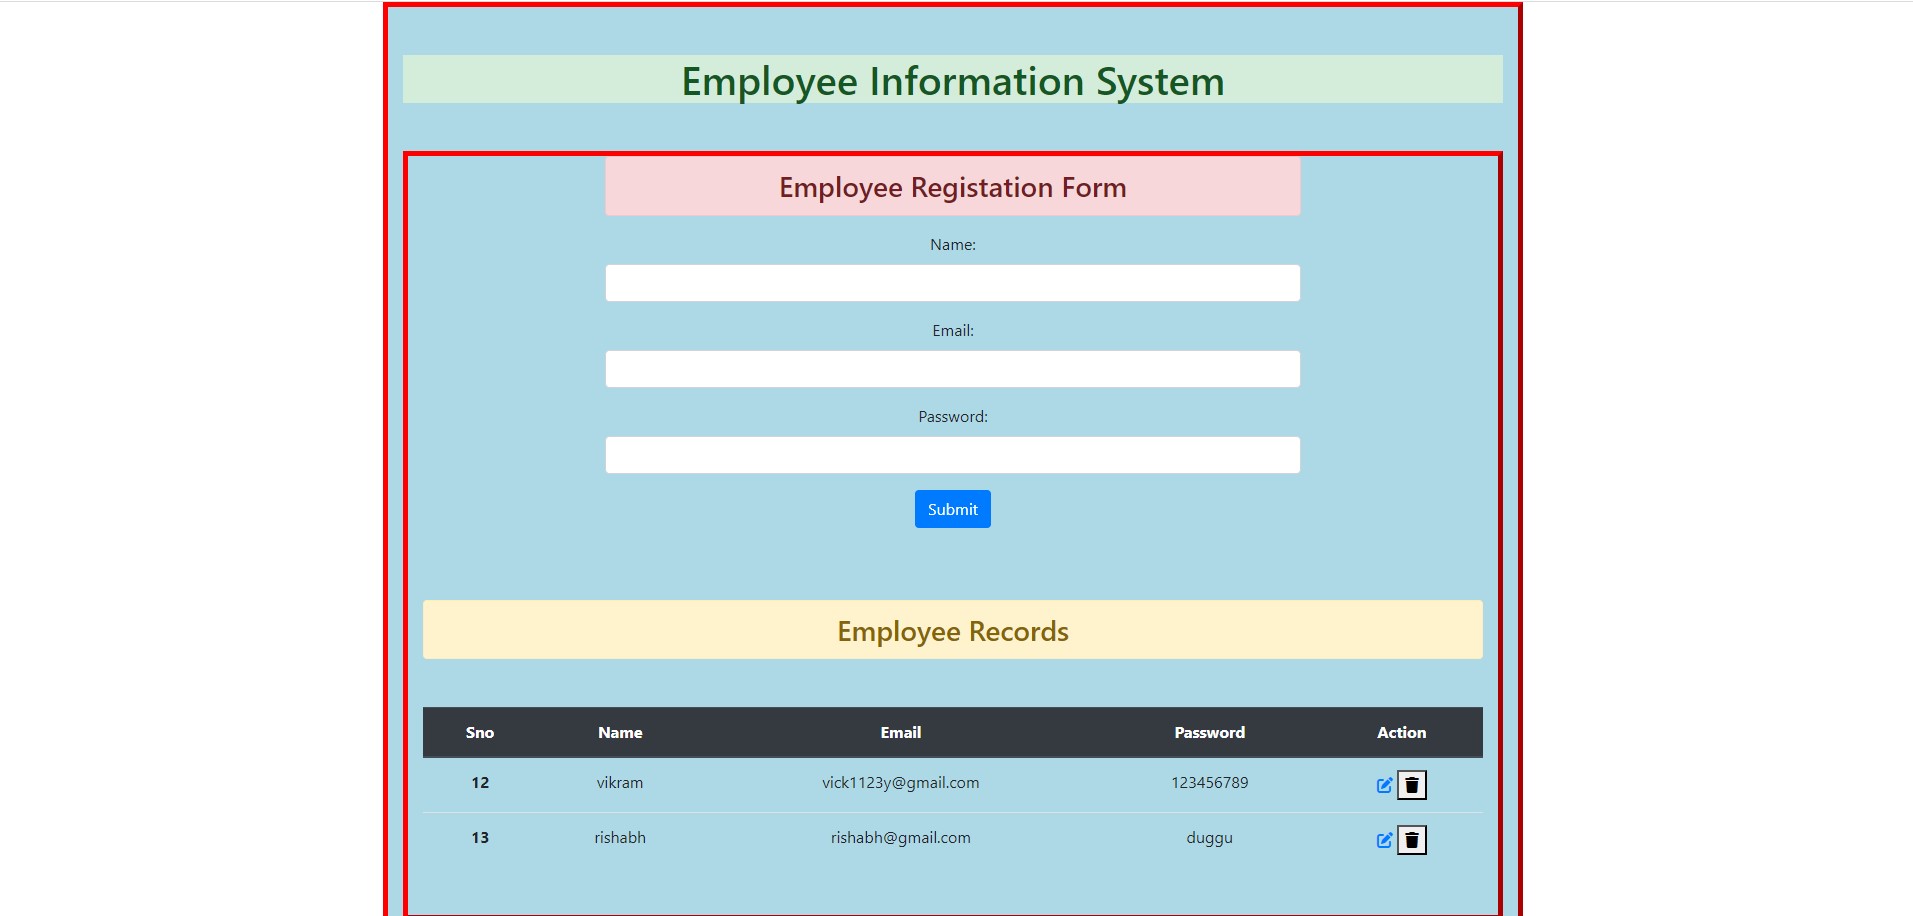 Employee Information System
Employee Registation Form
Name:
Email:
Password:
Submit
Employee Records
Sno Name Email Password Action
12 vikram vick1123y@gmail.com 123456789
13 rishabh rishabh@gmail.com duggu